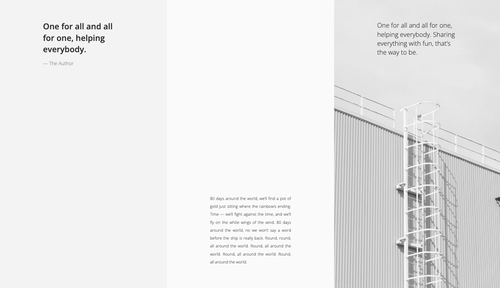 One for all and all
for one, helping
everybody.
— The Author
80 days around the world, we'll find a pot of
gold just sitting where the rainbows ending.
Time — we'll fight against the time, and we'll
fly on the white wings of the wind. 80 days
around the world, no we won't say a word
before the ship is really back. Round, round,
all around the world. Round, all around the
world. Round, all around the world. Round,
all around the world.
One for all and all for one,
helping everybody. Sharing
everything with fun, that's
the way to be.